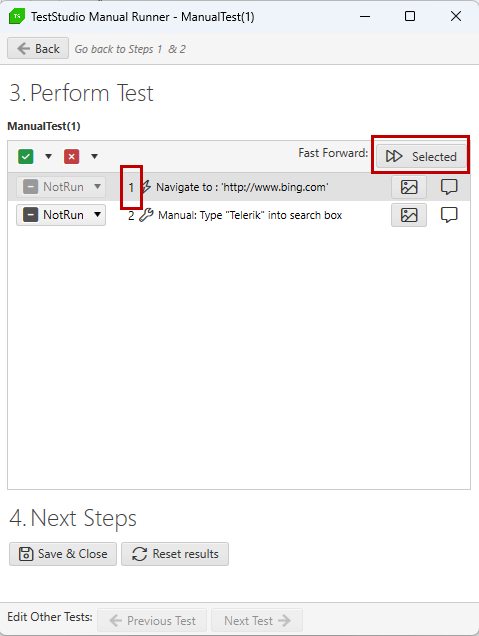 TS TestStudio Manual Runner - ManualTest(1)
Back Go back to Steps 1 & 2
3. Perform Test
ManualTest(1)
Fast Forward: Selected
NotRun 1 Navigate to : 'http://www.bing.com'
NotRun 2 Manual: Type "Telerik" into search box
4. Next Steps
Save & Close Reset results
Edit Other Tests: Previous Test Next Test